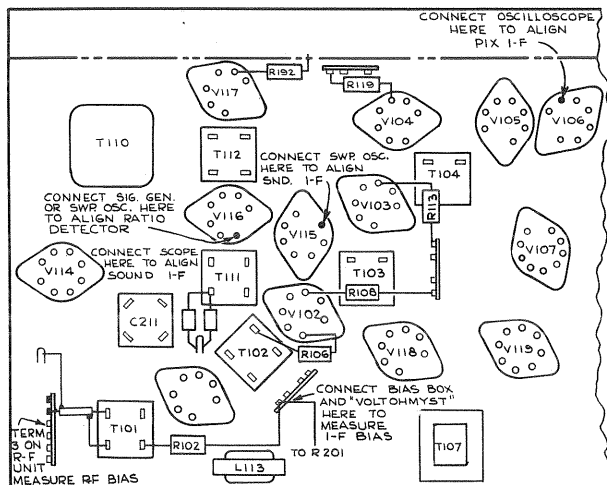 CONNECT OSCILLOSCOPE
HERE TO ALIGN
PIX I-F
R192
R119
V117
V104
V105
V106
T110
T112
CONNECT SWP. OSC.
HERE TO ALIGN
SND. I-F
T104
CONNECT SIG. GEN.
OR SWP. OSC. HERE
TO ALIGN RATIO
DETECTOR
V116
V103
R113
V115
V107
CONNECT SCOPE
HERE TO ALIGN
SOUND I-F
V114
T111
T103
R108
C211
V102
T102
R106
V118
V119
CONNECT BIAS BOX
AND "VOLTOHMYST"
HERE TO
MEASURE
I-F BIAS
TERM
3 ON
R-F
UNIT
MEASURE RF BIAS
T101
R102
TO R201
L113
T107